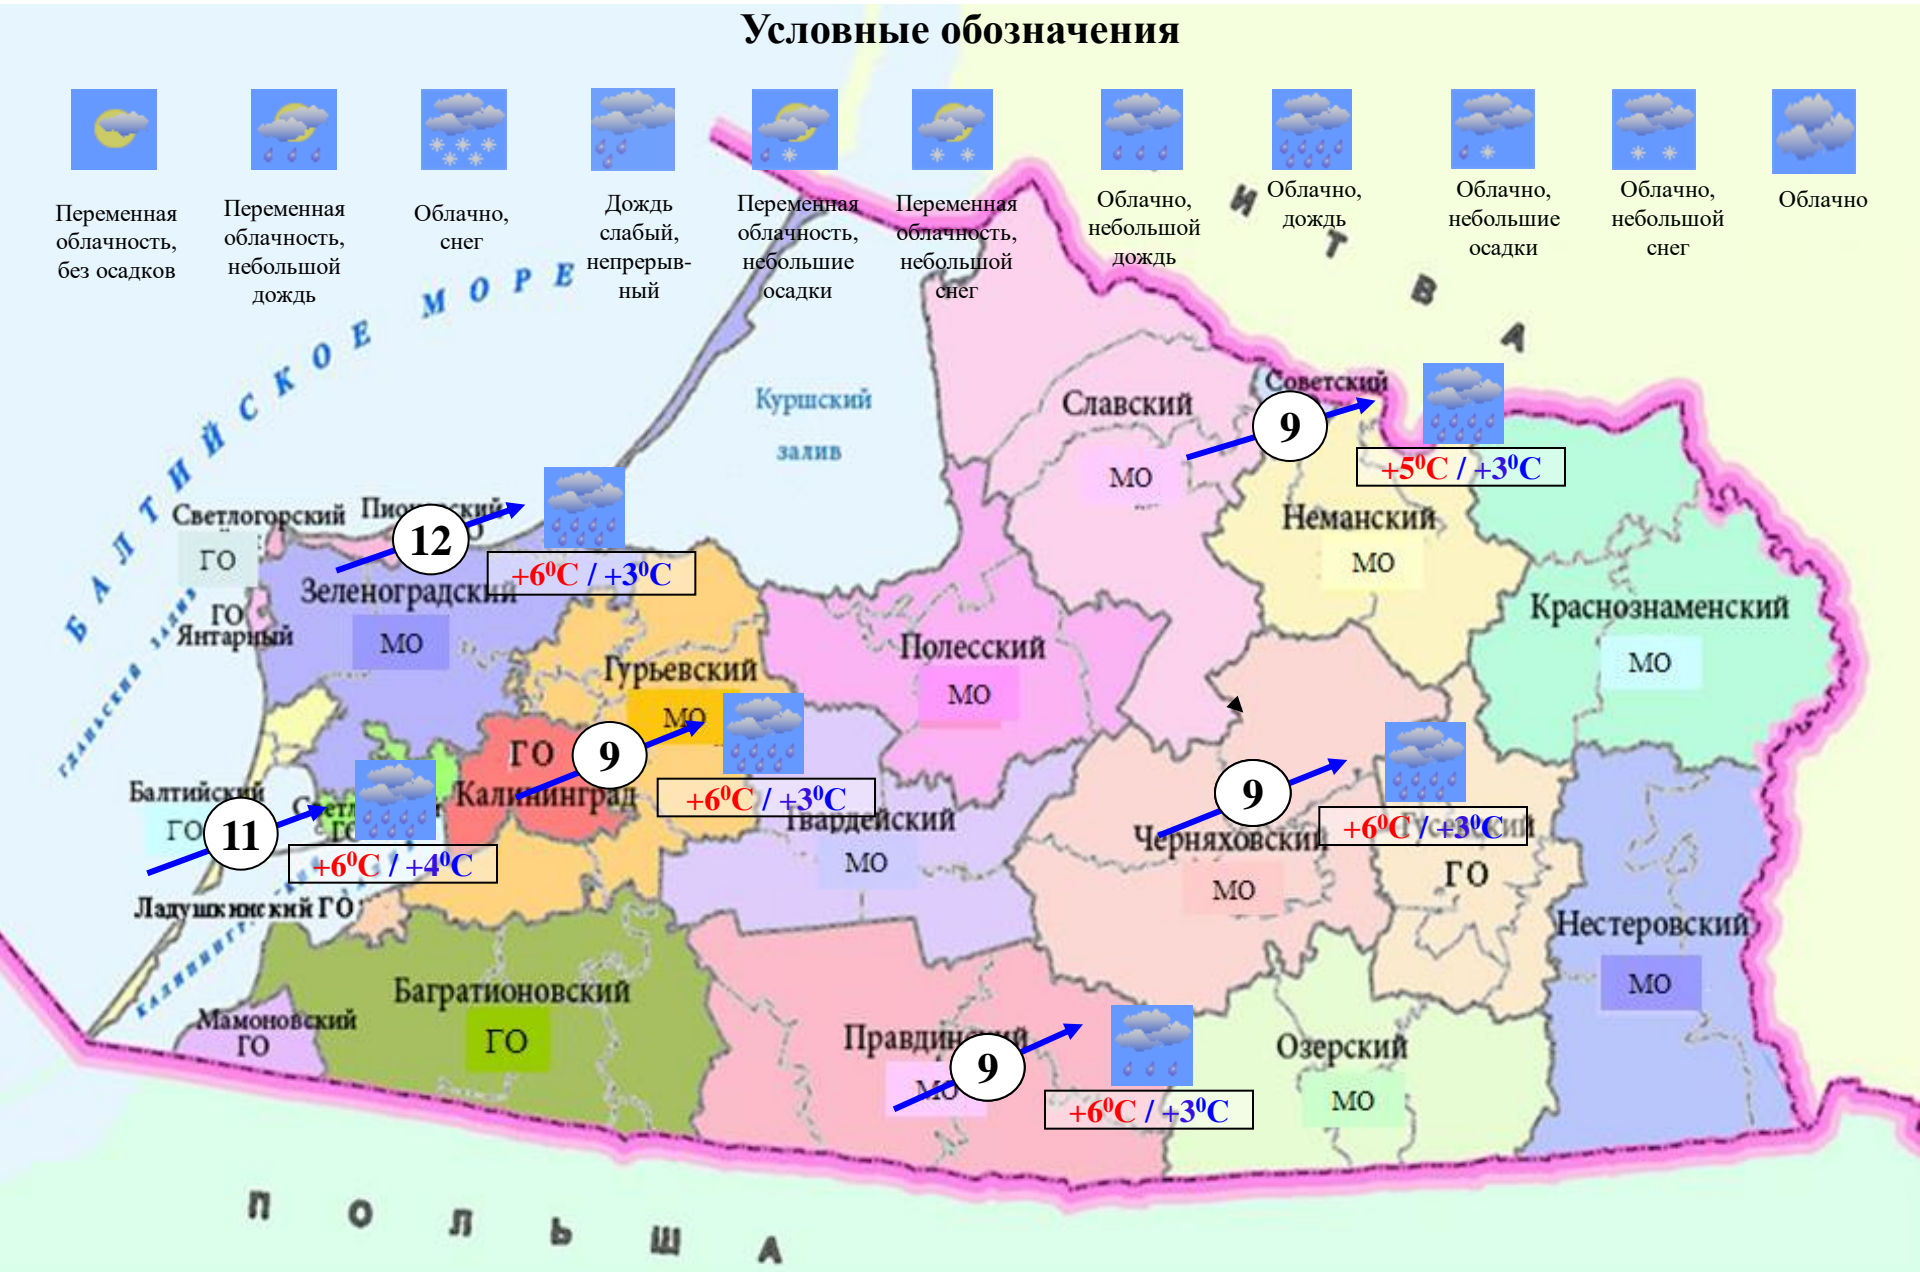 Условные обозначения
Переменная
облачность,
без осадков
Переменная
облачность,
небольшой
дождь
Облачно,
снег
Дождь
слабый,
непрерыв-
ный
Переменная
облачность,
небольшие
осадки
Переменная
облачность,
небольшой
снег
Облачно,
небольшой
дождь
Облачно,
дождь
Облачно,
небольшие
осадки
Облачно,
небольшой
снег
Облачно
БАЛТИЙСКОЕ МОРЕ
ИТВА
Куршский
залив
Советский
9
+5⁰C / +3⁰C
Славский
МО
Неманский
МО
Краснознаменский
МО
Светлогорский
ГО
12
+6⁰C / +3⁰C
Зеленоградский
МО
ГО
Янтарный
Гурьевский
МО
Полесский
МО
ГО
Калининград
9
+6⁰C / +3⁰C
Балтийский
ГО
11
ГО
+6⁰C / +4⁰C
Твардейский
МО
9
Черняховский
МО
+6⁰C / +3⁰C
Гусевский
ГО
Ладушкинский ГО
Нестеровский
МО
Багратионовский
ГО
Мамоновский
ГО
Правдинский
МО
9
+6⁰C / +3⁰C
Озерский
МО
ПОЛЬША